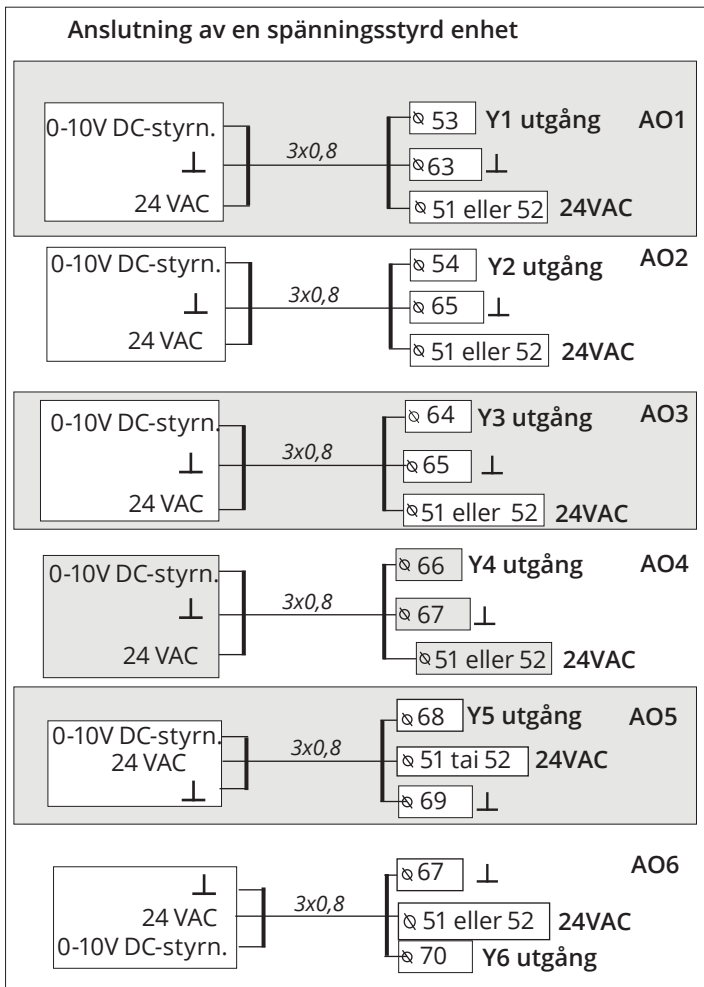 Anslutning av en spänningsstyrd enhet
0-10V DC-styrn. 3x0,8 53 Y1 utgång AO1
⊥ 63 ⊥
24 VAC 51 eller 52 24VAC
0-10V DC-styrn. 3x0,8 54 Y2 utgång AO2
⊥ 65 ⊥
24 VAC 51 eller 52 24VAC
0-10V DC-styrn. 3x0,8 64 Y3 utgång AO3
⊥ 65 ⊥
24 VAC 51 eller 52 24VAC
0-10V DC-styrn. 3x0,8 66 Y4 utgång AO4
⊥ 67 ⊥
24 VAC 51 eller 52 24VAC
0-10V DC-styrn. 3x0,8 68 Y5 utgång AO5
24 VAC 51 tai 52 24VAC
⊥ 69 ⊥
⊥ 3x0,8 67 ⊥ AO6
24 VAC 51 eller 52 24VAC
0-10V DC-styrn. 70 Y6 utgång